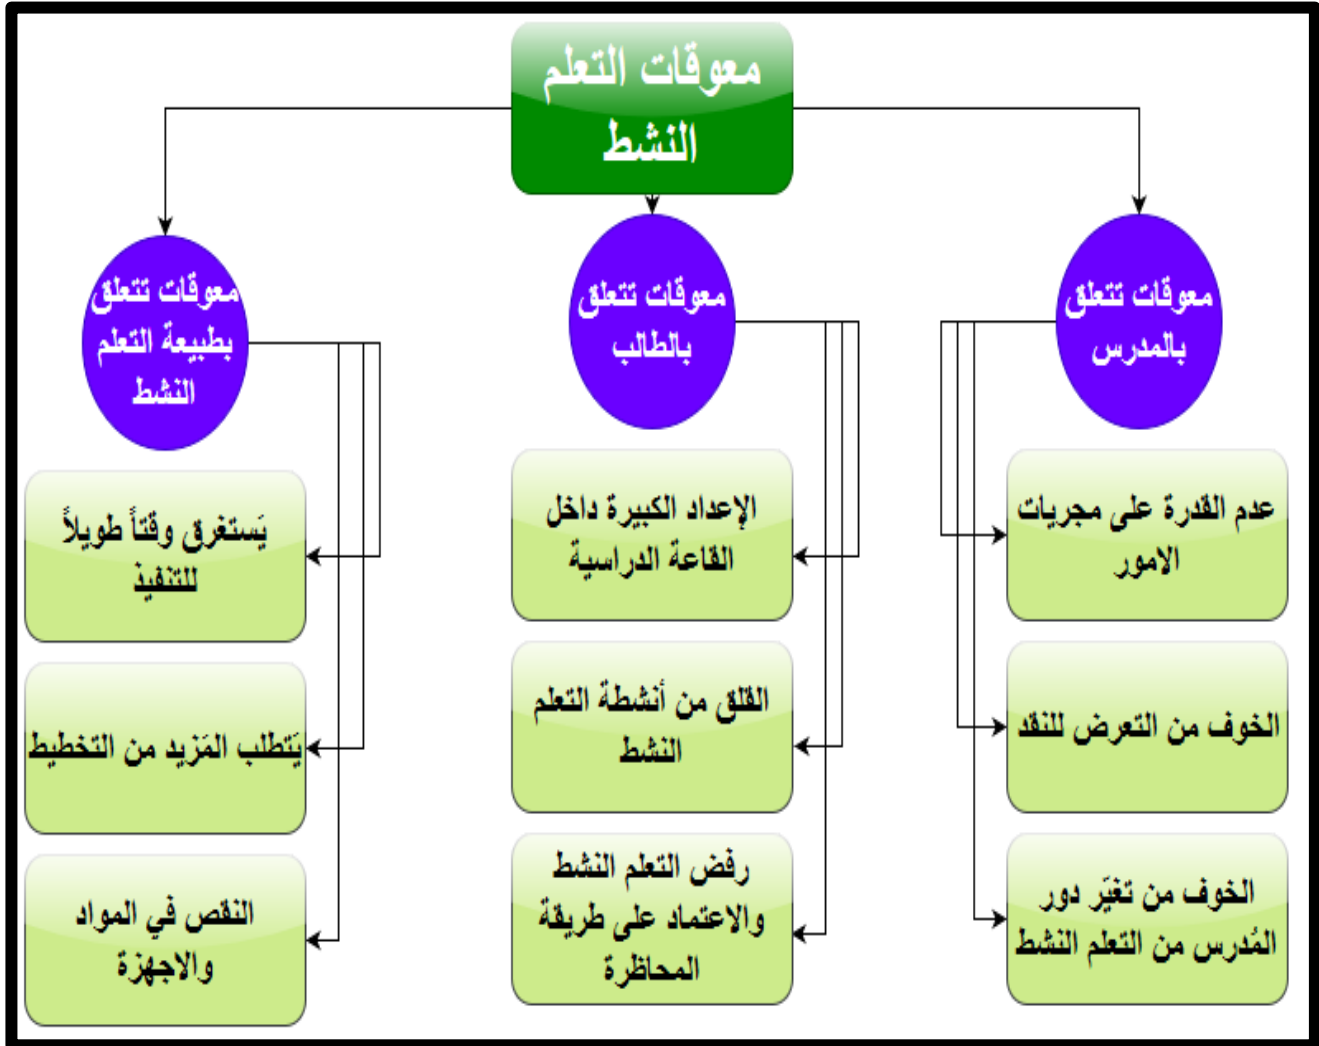 معوقات التعلم
النشط
معوقات تتعلق
بالمدرس
عدم القدرة على مجريات
الامور
الخوف من التعرض للنقد
الخوف من تغيّر دور
المُدرس من التعلم النشط
معوقات تتعلق
بالطالب
الإعداد الكبيرة داخل
القاعة الدراسية
القلق من أنشطة التعلم
النشط
رفض التعلم النشط
والاعتماد على طريقة
المحاظرة
معوقات تتعلق
بطبيعة التعلم
النشط
يَستغرق وقتاً طويلاً
للتنفيذ
يَتطلب المَزيد من التخطيط
النقص في المواد
والاجهزة